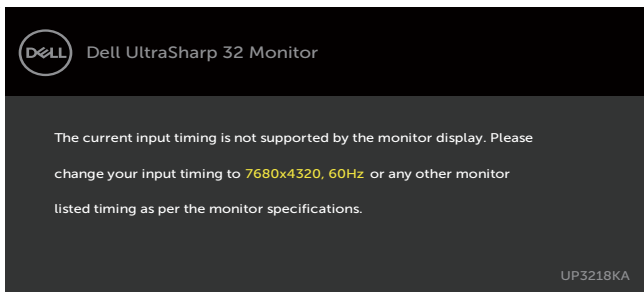 DELL
Dell UltraSharp 32 Monitor
The current input timing is not supported by the monitor display. Please
change your input timing to 7680x4320, 60Hz or any other monitor
listed timing as per the monitor specifications.
UP3218KA